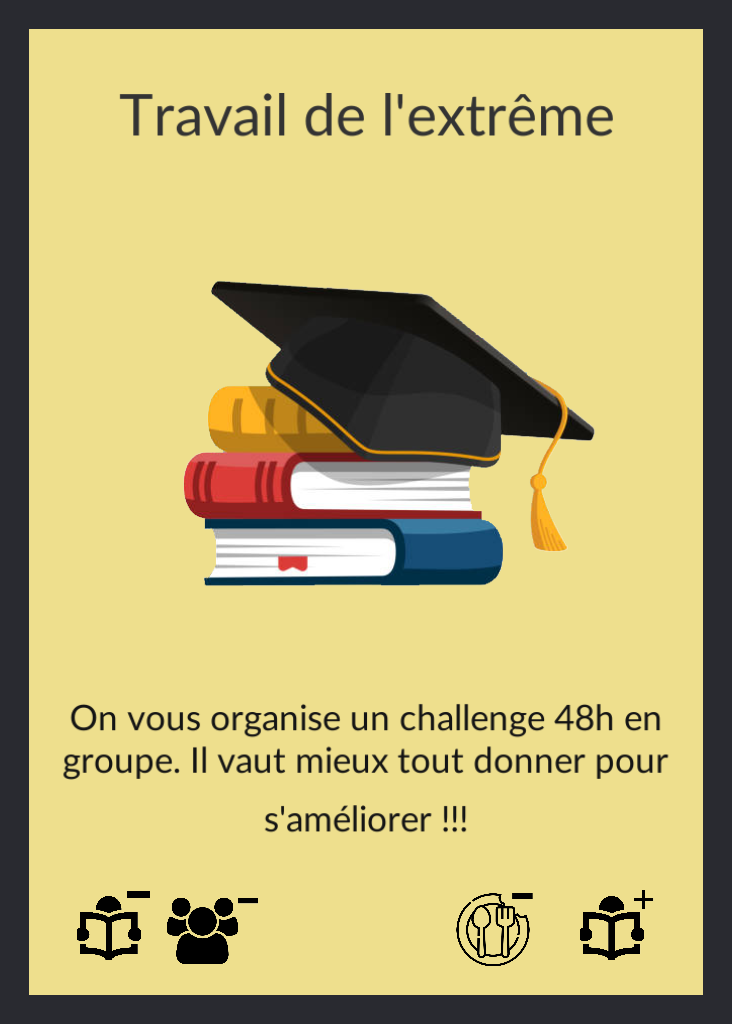 Travail de l'extrême
On vous organise un challenge 48h en
groupe. Il vaut mieux tout donner pour
s'améliorer !!!